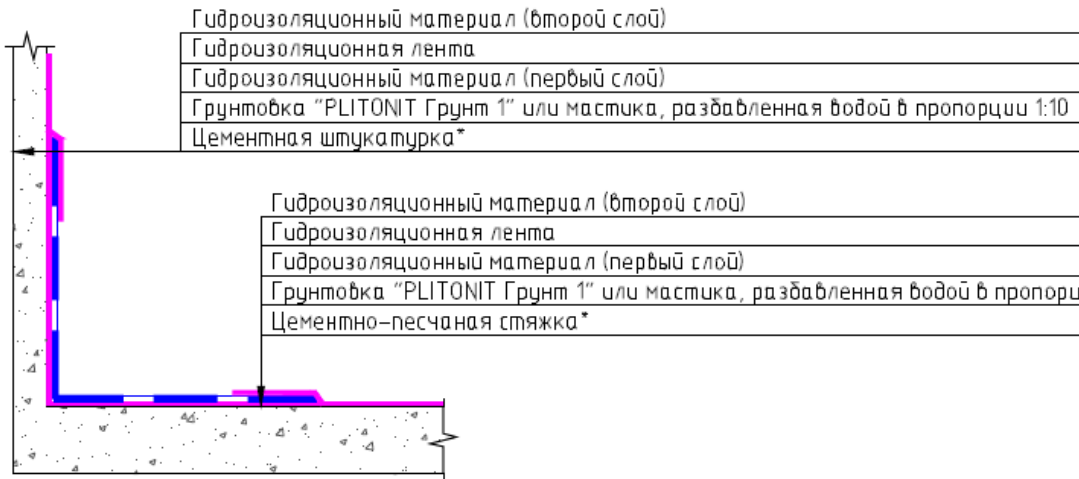 Гидроизоляционный материал (второй слой)
Гидроизоляционная лента
Гидроизоляционный материал (первый слой)
Грунтовка "PLITONIT Грунт 1" или мастика, разбавленная водой в пропорции 1:10
Цементная штукатурка*
Гидроизоляционный материал (второй слой)
Гидроизоляционная лента
Гидроизоляционный материал (первый слой)
Грунтовка "PLITONIT Грунт 1" или мастика, разбавленная водой в
Цементно-песчаная стяжка*